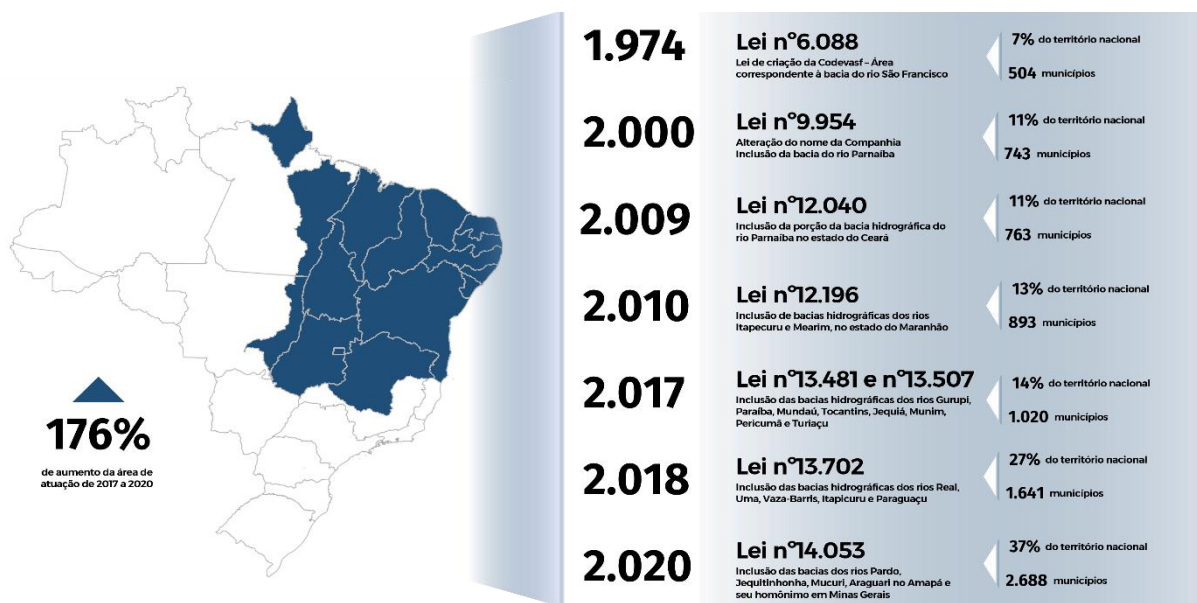 1.974
Lei nº6.088
Lei de criação da Codevasf – Área
correspondente à bacia do rio São Francisco
7% do território nacional
504 municípios
2.000
Lei nº9.954
Alteração do nome da Companhia
Inclusão da bacia do rio Parnaíba
11% do território nacional
743 municípios
2.009
Lei nº12.040
Inclusão da porção da bacia hidrográfica do
rio Parnaíba no estado do Ceará
11% do território nacional
763 municípios
2.010
Lei nº12.196
Inclusão de bacias hidrográficas dos rios
Itapecuru e Mearim, no estado do Maranhão
13% do território nacional
893 municípios
2.017
Lei nº13.481 e nº13.507
Inclusão das bacias hidrográficas dos rios Gurupi,
Paraíba, Mundaú, Tocantins, Jequiá, Munim,
Pericumã e Turiaçu
14% do território nacional
1.020 municípios
2.018
Lei nº13.702
Inclusão das bacias hidrográficas dos rios Real,
Uma, Vaza-Barris, Itapicuru e Paraguaçu
27% do território nacional
1.641 municípios
2.020
Lei nº14.053
Inclusão das bacias dos rios Pardo,
Jequitinhonha, Mucuri, Araguari no Amapá e
seu homônimo em Minas Gerais
37% do território nacional
2.688 municípios
176%
de aumento da área de
atuação de 2017 a 2020